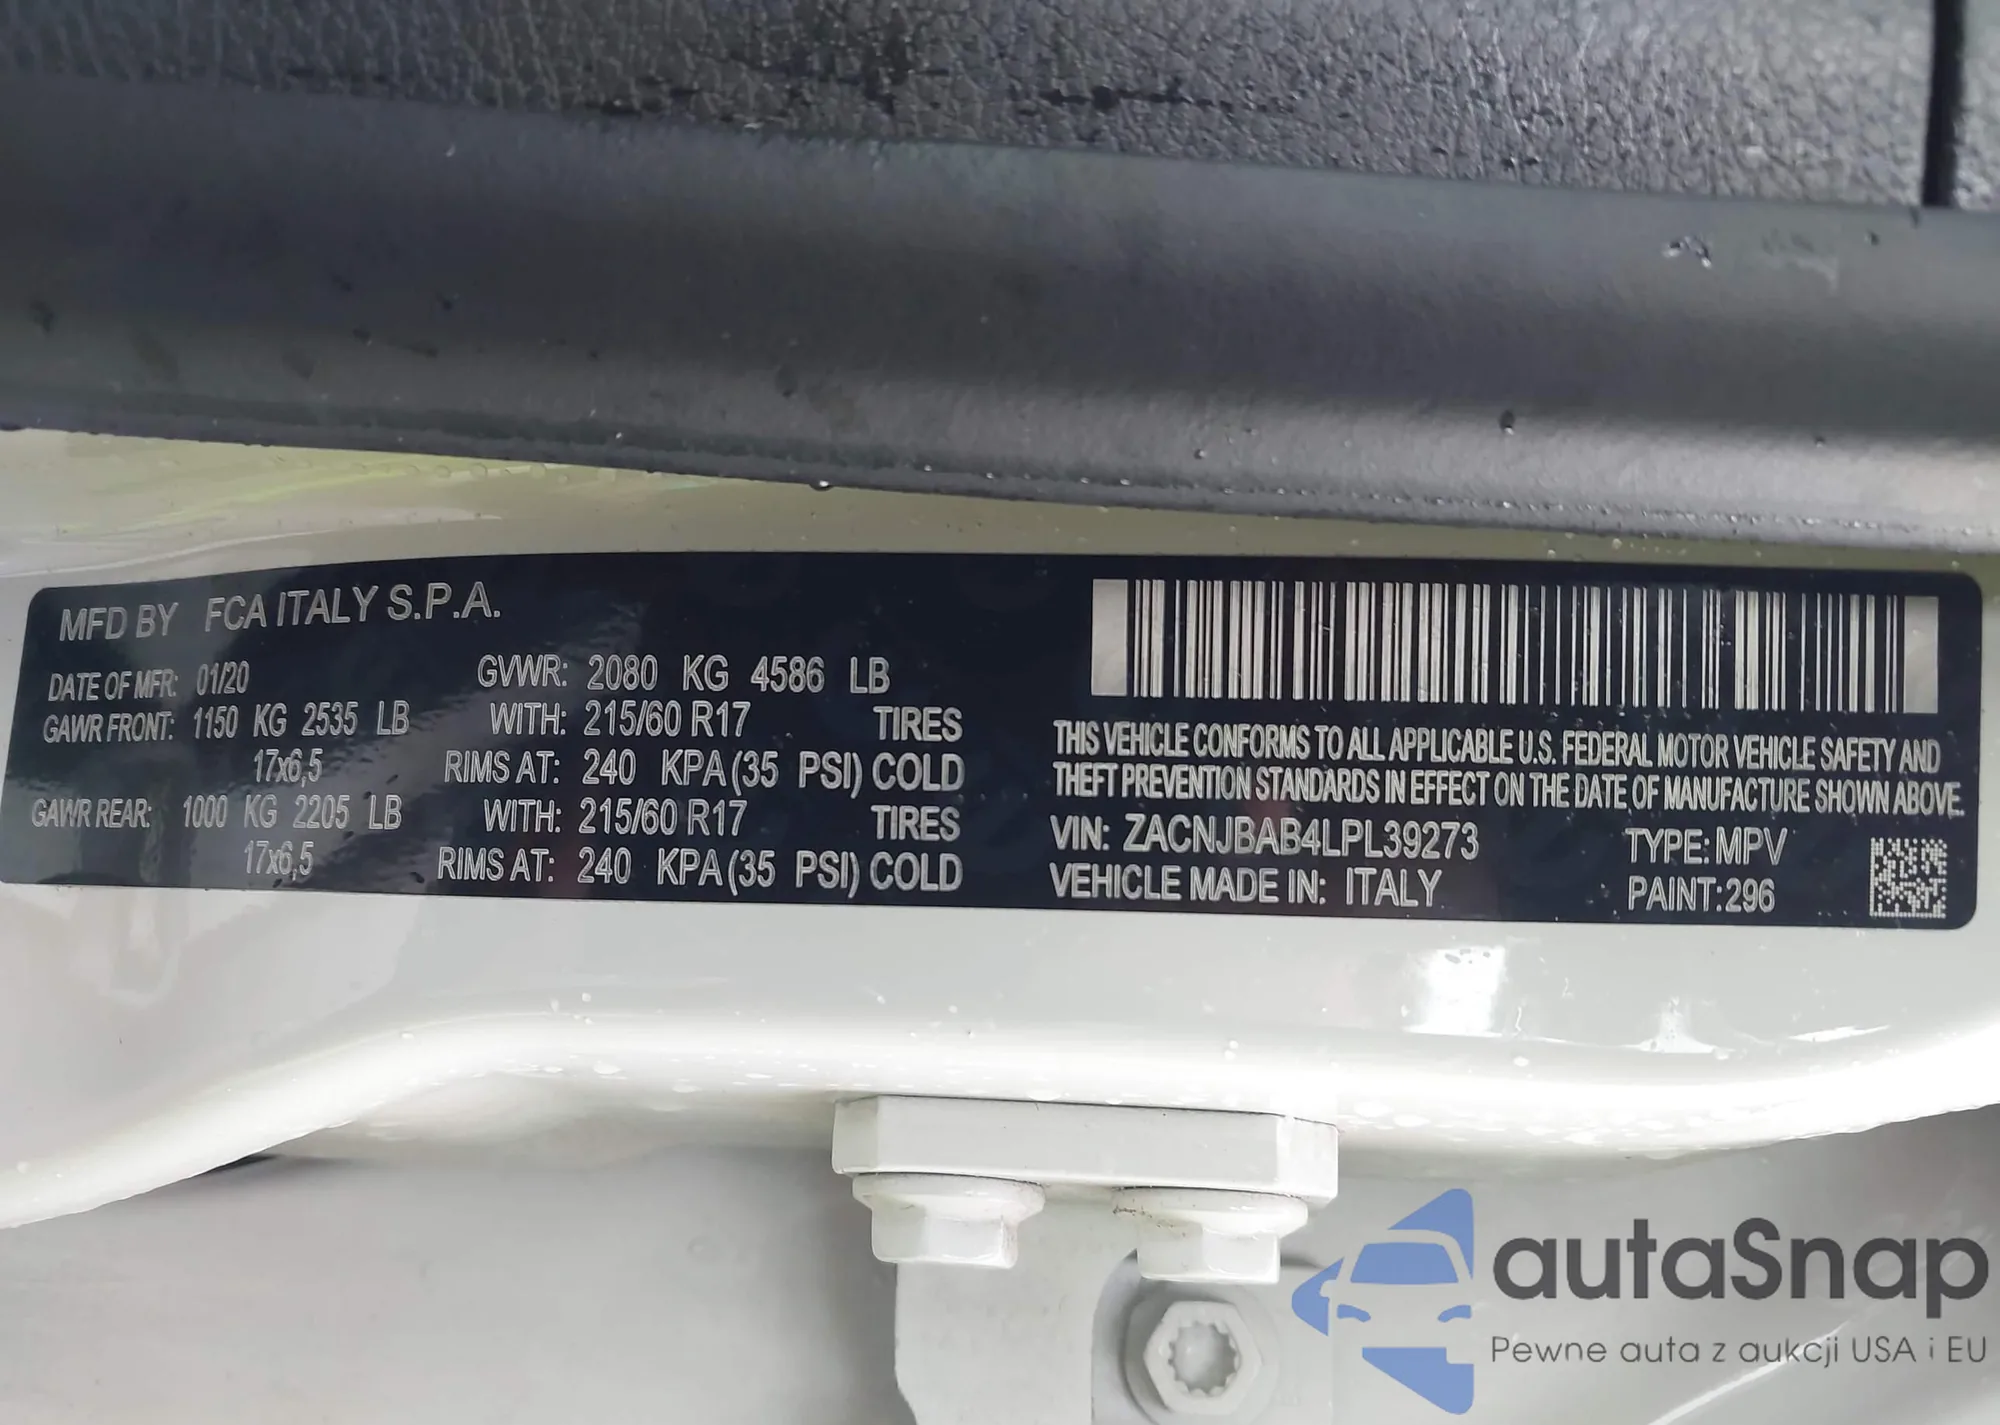 MFD BY FCA ITALY S.P.A.
DATE OF MFR: 01/20 GVWR: 2080 KG 4586 LB
GAWR FRONT: 1150 KG 2535 LB WITH: 215/60 R17 TIRES
17x6,5 RIMS AT: 240 KPA (35 PSI) COLD
GAWR REAR: 1000 KG 2205 LB WITH: 215/60 R17 TIRES
17x6,5 RIMS AT: 240 KPA (35 PSI) COLD
THIS VEHICLE CONFORMS TO ALL APPLICABLE U.S. FEDERAL MOTOR VEHICLE SAFETY AND
THEFT PREVENTION STANDARDS IN EFFECT ON THE DATE OF MANUFACTURE SHOWN ABOVE.
VIN: ZACNJBAB4LPL39273 TYPE: MPV
VEHICLE MADE IN: ITALY PAINT: 296
autaSnap
Pewne auta z aukcji USA i EU